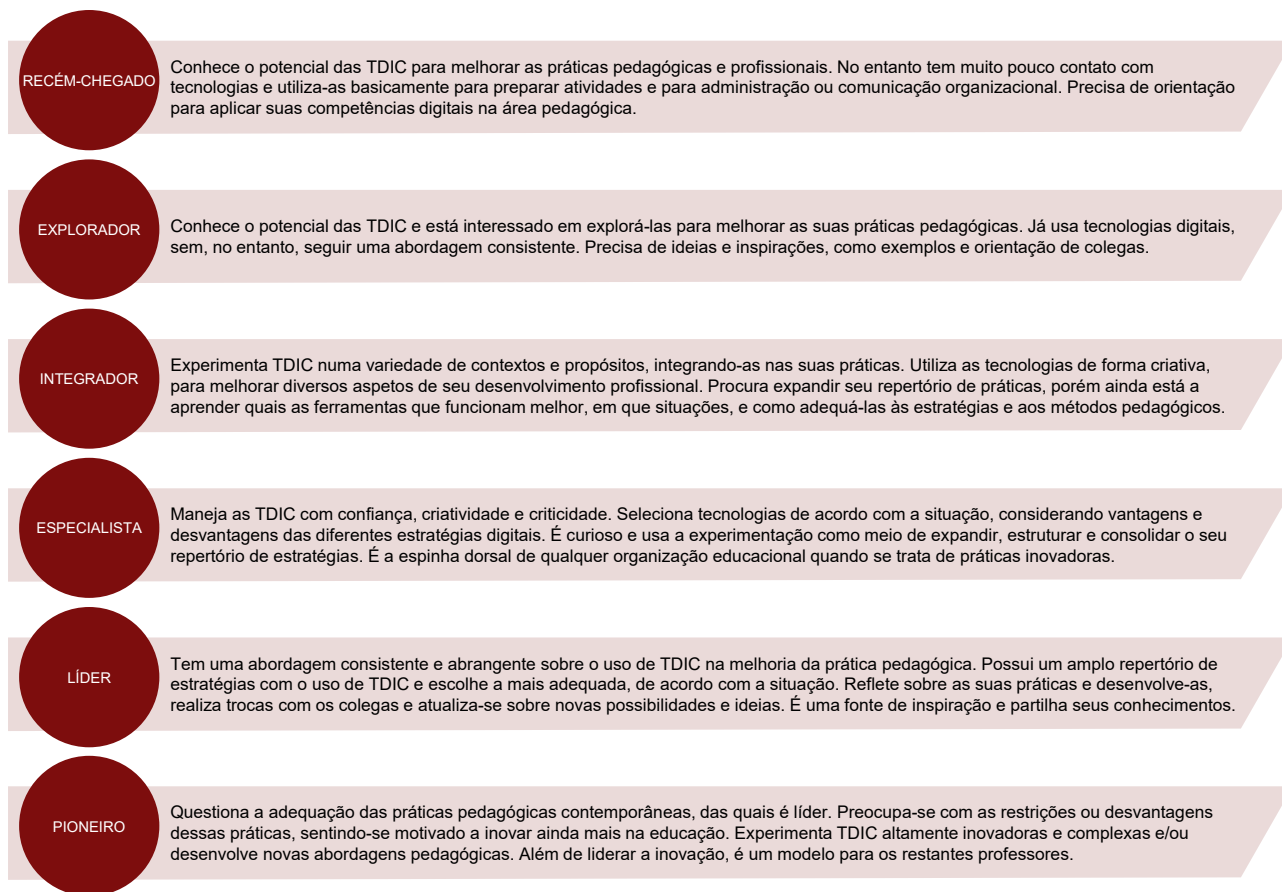 RECÉM-CHEGADO
Conhece o potencial das TDIC para melhorar as práticas pedagógicas e profissionais. No entanto tem muito pouco contato com
tecnologias e utiliza-as basicamente para preparar atividades e para administração ou comunicação organizacional. Precisa de orientação
para aplicar suas competências digitais na área pedagógica.
EXPLORADOR
Conhece o potencial das TDIC e está interessado em explorá-las para melhorar as suas práticas pedagógicas. Já usa tecnologias digitais,
sem, no entanto, seguir uma abordagem consistente. Precisa de ideias e inspirações, como exemplos e orientação de colegas.
INTEGRADOR
Experimenta TDIC numa variedade de contextos e propósitos, integrando-as nas suas práticas. Utiliza as tecnologias de forma criativa,
para melhorar diversos aspetos de seu desenvolvimento profissional. Procura expandir seu repertório de práticas, porém ainda está a
aprender quais as ferramentas que funcionam melhor, em que situações, e como adequá-las às estratégias e aos métodos pedagógicos.
ESPECIALISTA
Maneja as TDIC com confiança, criatividade e criticidade. Seleciona tecnologias de acordo com a situação, considerando vantagens e
desvantagens das diferentes estratégias digitais. É curioso e usa a experimentação como meio de expandir, estruturar e consolidar o seu
repertório de estratégias. É a espinha dorsal de qualquer organização educacional quando se trata de práticas inovadoras.
LÍDER
Tem uma abordagem consistente e abrangente sobre o uso de TDIC na melhoria da prática pedagógica. Possui um amplo repertório de
estratégias com o uso de TDIC e escolhe a mais adequada, de acordo com a situação. Reflete sobre as suas práticas e desenvolve-as,
realiza trocas com os colegas e atualiza-se sobre novas possibilidades e ideias. É uma fonte de inspiração e partilha seus conhecimentos.
PIONEIRO
Questiona a adequação das práticas pedagógicas contemporâneas, das quais é líder. Preocupa-se com as restrições ou desvantagens
dessas práticas, sentindo-se motivado a inovar ainda mais na educação. Experimenta TDIC altamente inovadoras e complexas e/ou
desenvolve novas abordagens pedagógicas. Além de liderar a inovação, é um modelo para os restantes professores.